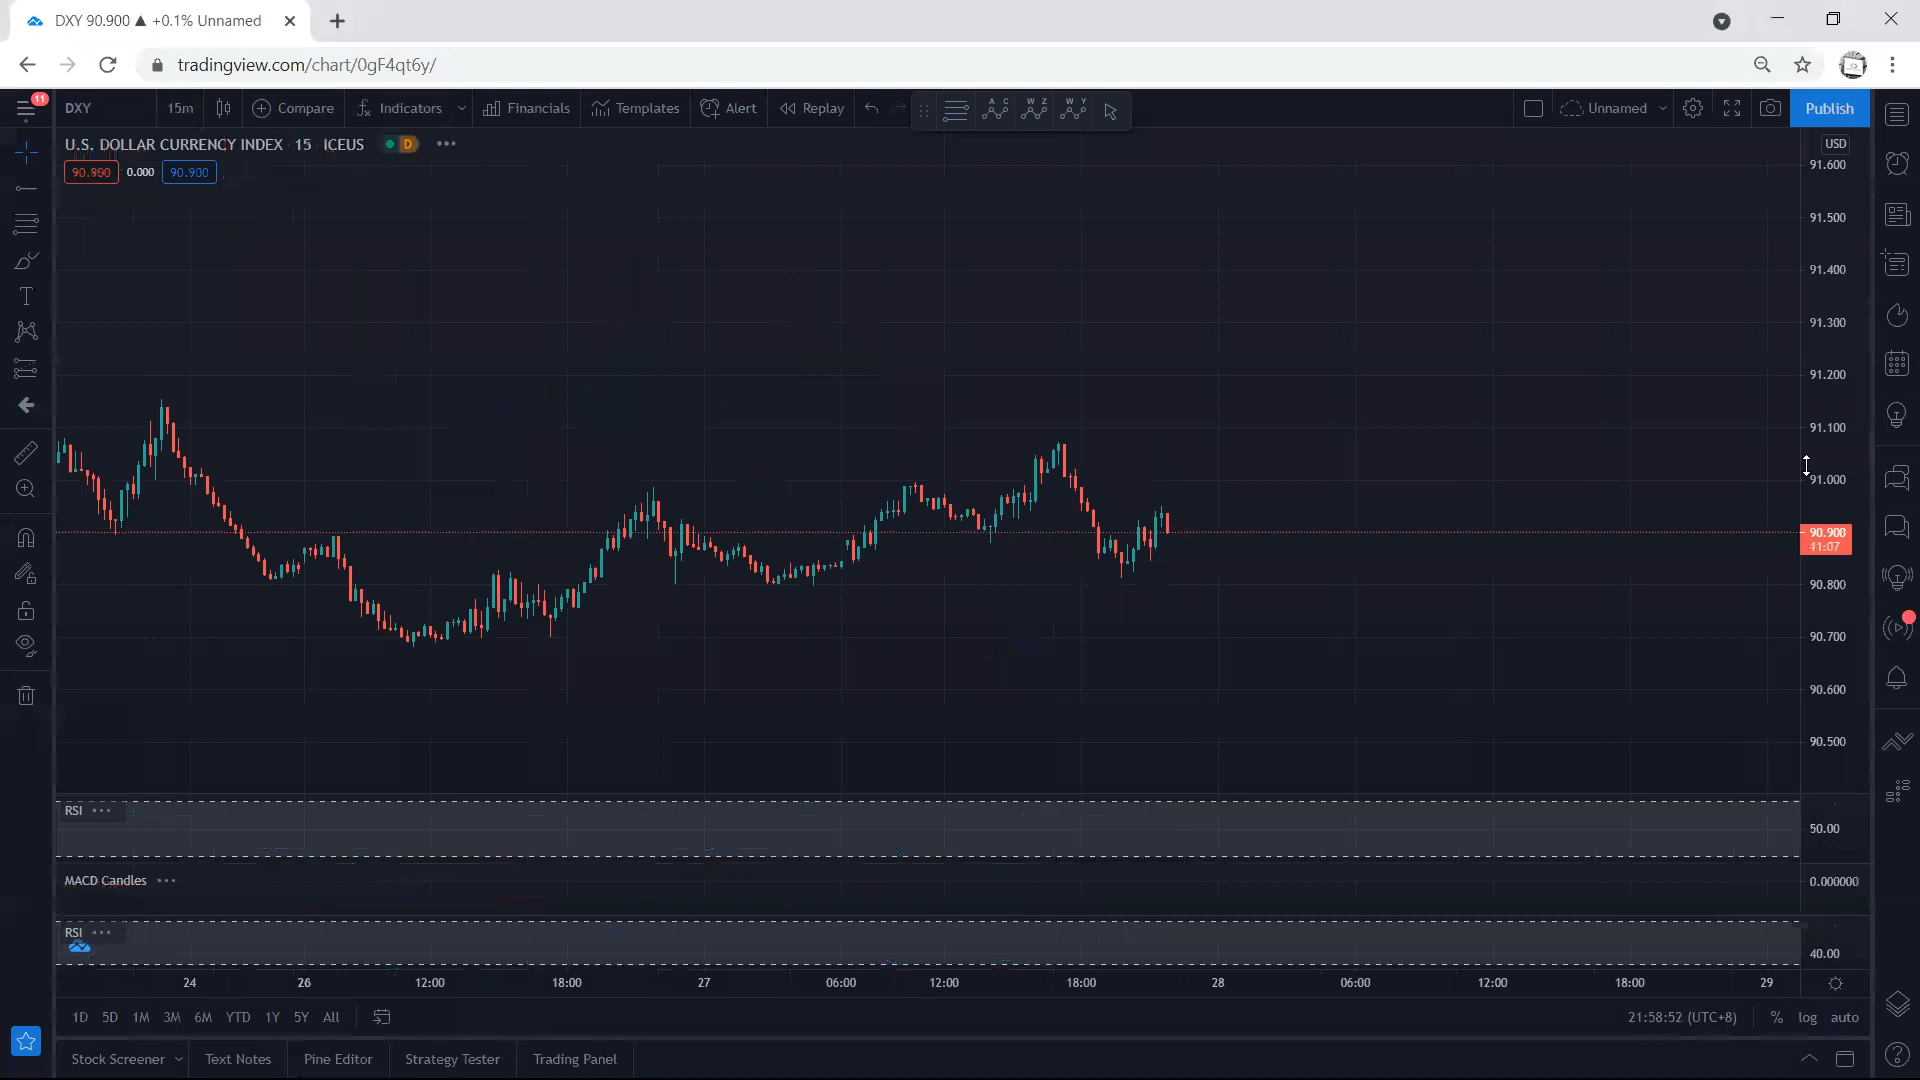 DXY 90.900 ▲ +0.1% Unnamed
tradingview.com/chart/0gF4qt6y/
11
DXY
15m
Compare
Indicators
Financials
Templates
Alert
Replay
A C
W Z
W Y
Unnamed
Publish
U.S. DOLLAR CURRENCY INDEX · 15 · ICEUS
D
90.900
0.000
90.900
USD
91.600
91.500
91.400
91.300
91.200
91.100
91.000
90.900
41:07
90.800
90.700
90.600
90.500
RSI
50.00
MACD Candles
0.000000
RSI
40.00
24
26
12:00
18:00
27
06:00
12:00
18:00
28
06:00
12:00
18:00
29
1D
5D
1M
3M
6M
YTD
1Y
5Y
All
21:58:52 (UTC+8)
%
log
auto
Stock Screener
Text Notes
Pine Editor
Strategy Tester
Trading Panel